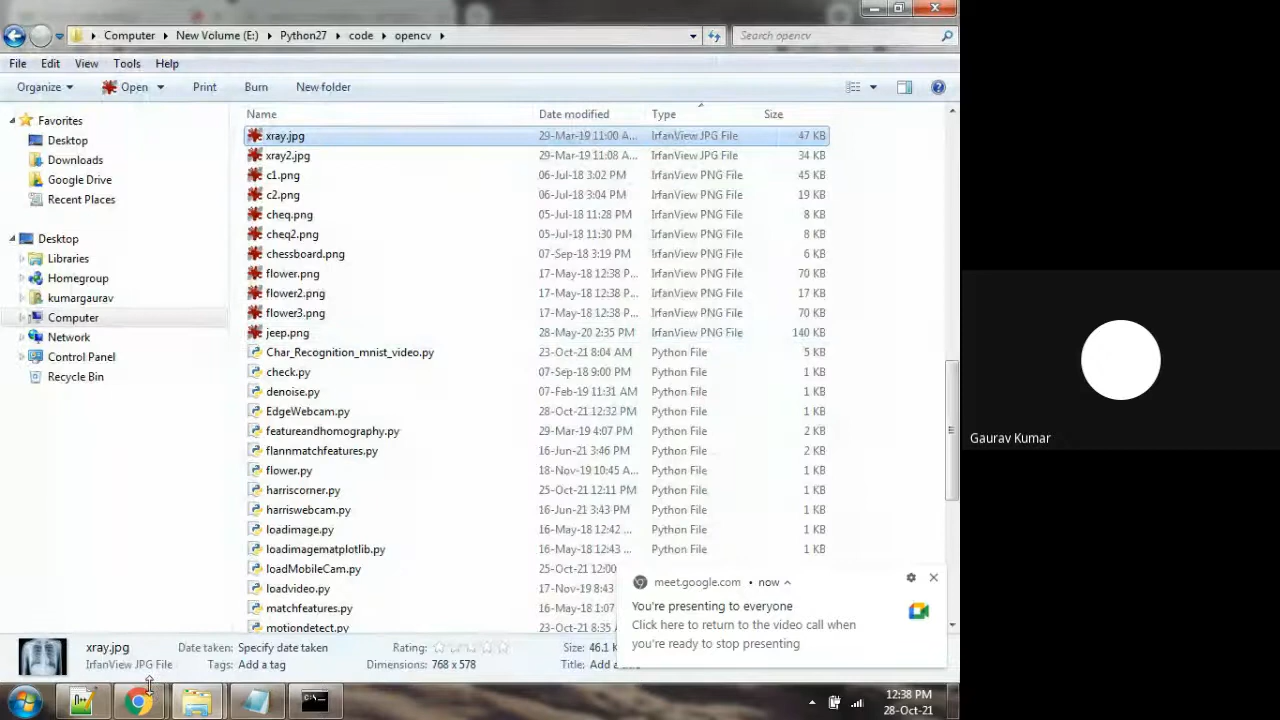 Computer New Volume (E:) Python27 code opencv Search opencv
File Edit View Tools Help
Organize Open Print Burn New folder
Name Date modified Type Size
Favorites
Desktop
Downloads
Google Drive
Recent Places
Desktop
Libraries
Homegroup
kumargaurav
Computer
Network
Control Panel
Recycle Bin
xray.jpg 29-Mar-19 11:00 A... IrfanView JPG File 47 KB
xray2.jpg 29-Mar-19 11:08 A... IrfanView JPG File 34 KB
c1.png 06-Jul-18 3:02 PM IrfanView PNG File 45 KB
c2.png 06-Jul-18 3:04 PM IrfanView PNG File 19 KB
cheq.png 05-Jul-18 11:28 PM IrfanView PNG File 8 KB
cheq2.png 05-Jul-18 11:30 PM IrfanView PNG File 8 KB
chessboard.png 07-Sep-18 3:19 PM IrfanView PNG File 6 KB
flower.png 17-May-18 12:38 P... IrfanView PNG File 70 KB
flower2.png 17-May-18 12:38 P... IrfanView PNG File 17 KB
flower3.png 17-May-18 12:38 P... IrfanView PNG File 70 KB
jeep.png 28-May-20 2:35 PM IrfanView PNG File 140 KB
Char_Recognition_mnist_video.py 23-Oct-21 8:04 AM Python File 5 KB
check.py 07-Sep-18 9:00 PM Python File 1 KB
denoise.py 07-Feb-19 11:31 AM Python File 1 KB
EdgeWebcam.py 28-Oct-21 12:32 PM Python File 1 KB
featureandhomography.py 29-Mar-19 4:07 PM Python File 2 KB
flannmatchfeatures.py 16-Jun-21 3:46 PM Python File 2 KB
flower.py 18-Nov-19 10:45 A... Python File 1 KB
harriscorner.py 25-Oct-21 12:11 PM Python File 1 KB
harriswebcam.py 16-Jun-21 3:43 PM Python File 1 KB
loadimage.py 16-May-18 12:42 ... Python File 1 KB
loadimagematplotlib.py 16-May-18 12:43 ... Python File 1 KB
loadMobileCam.py 25-Oct-21 12:00
loadvideo.py 17-Nov-19 8:43
matchfeatures.py 16-May-18 1:07
motiondetect.py 23-Oct-21 8:35
meet.google.com • now
You're presenting to everyone
Click here to return to the video call when
you're ready to stop presenting
xray.jpg Date taken: Specify date taken Rating: Size: 46.1 K
IrfanView JPG File Tags: Add a tag Dimensions: 768 x 578 Title: Add a
12:38 PM
28-Oct-21
Gaurav Kumar